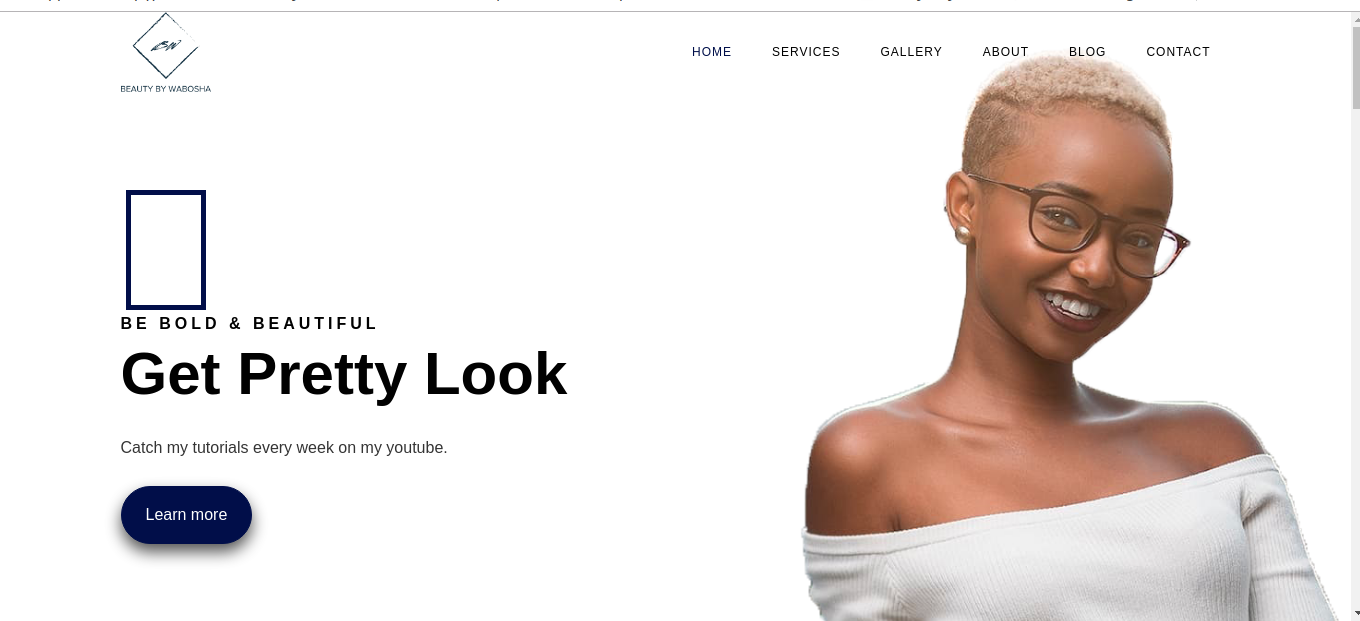 BW
BEAUTY BY WABOSHA
HOME SERVICES GALLERY ABOUT BLOG CONTACT
BE BOLD & BEAUTIFUL
Get Pretty Look
Catch my tutorials every week on my youtube.
Learn more